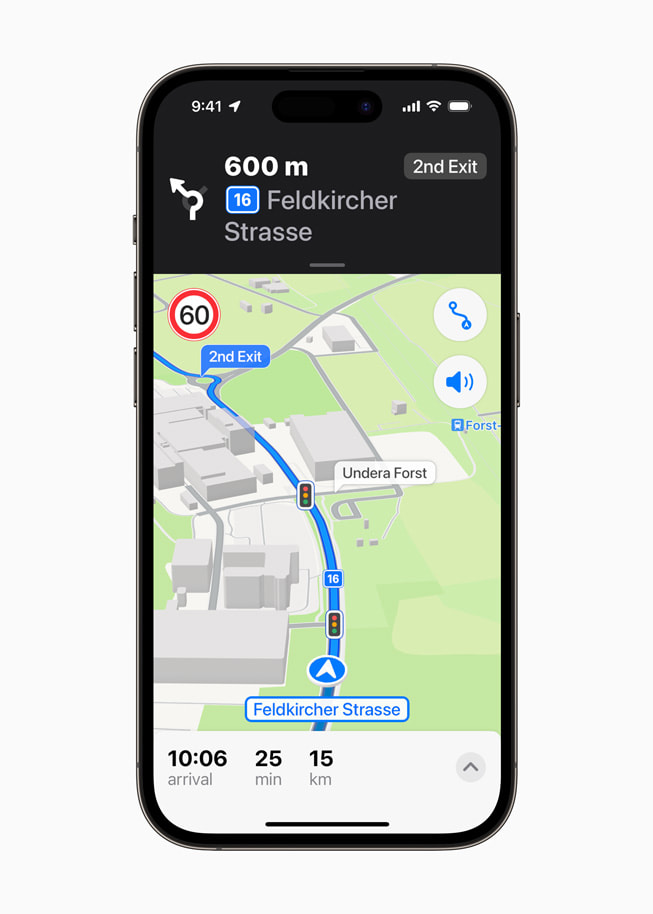 9:41
600 m
2nd Exit
16 Feldkircher
Strasse
60
2nd Exit
Forst-
Undera Forst
16
Feldkircher Strasse
10:06 25 15
arrival min km